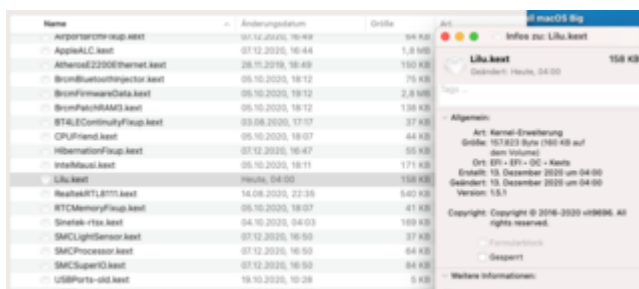 Name Änderungsdatum Größe Art
AirportBrcmFixup.kext 07.12.2020, 16:49 64 KB
AppleALC.kext 07.12.2020, 16:44 1,8 MB
AtherosE2200Ethernet.kext 28.11.2019, 18:49 150 KB
BrcmBluetoothInjector.kext 05.10.2020, 18:12 75 KB
BrcmFirmwareData.kext 05.10.2020, 19:12 2,8 MB
BrcmPatchRAM3.kext 05.10.2020, 18:12 138 KB
BT4LEContinuityFixup.kext 03.08.2020, 17:17 37 KB
CPUFriend.kext 05.10.2020, 18:07 44 KB
HibernationFixup.kext 07.12.2020, 16:47 55 KB
IntelMausi.kext 05.10.2020, 18:11 171 KB
Lilu.kext Heute, 04:00 158 KB
RealtekRTL8111.kext 14.08.2020, 22:35 540 KB
RTCMemoryFixup.kext 05.10.2020, 18:07 41 KB
Sinetek-rtsx.kext 04.10.2020, 04:03 169 KB
SMCLightSensor.kext 07.12.2020, 16:50 37 KB
SMCProcessor.kext 07.12.2020, 16:50 64 KB
SMCSuperIO.kext 07.12.2020, 16:50 84 KB
USBPorts-old.kext 19.10.2020, 10:28 5 KB
macOS Big
Infos zu: Lilu.kext
Lilu.kext 158 KB
Geändert: Heute, 04:00
Tags ...
Allgemein:
Art: Kernel-Erweiterung
Größe: 157.823 Byte (160 KB auf
dem Volume)
Ort: EFI • EFI • OC • Kexts
Erstellt: 13. Dezember 2020 um 04:00
Geändert: 13. Dezember 2020 um 04:00
Version: 1.5.1
Copyright: Copyright © 2016-2020 vit9696. All
rights reserved.
Formularblock
Gesperrt
Weitere Informationen: